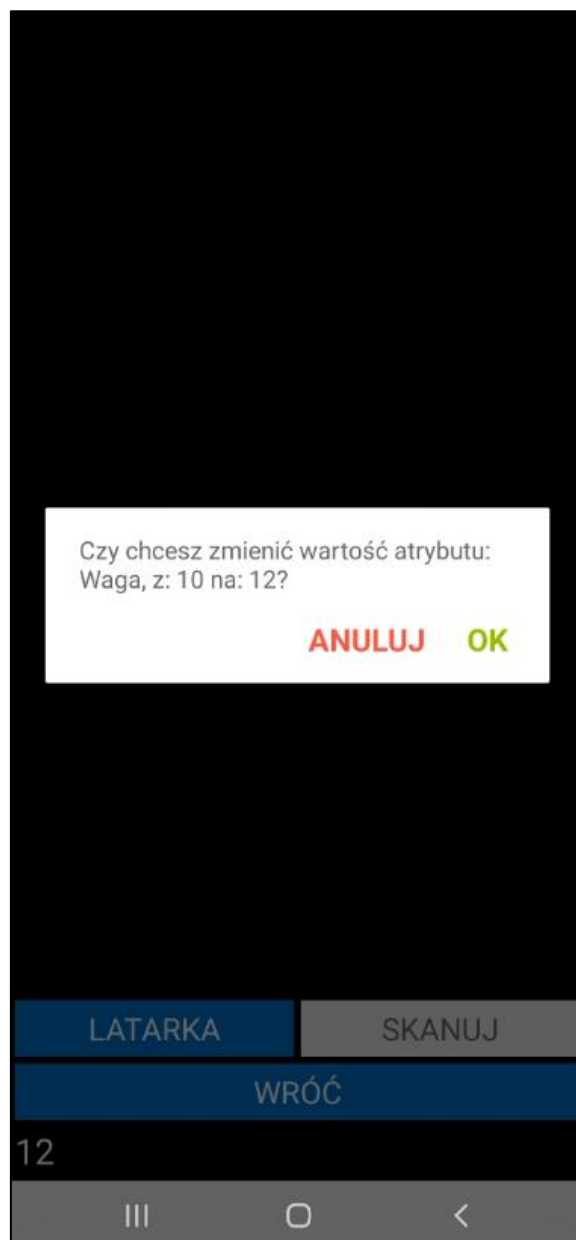 Czy chcesz zmienić wartość atrybutu:
Waga, z: 10 na: 12?
ANULUJ OK
LATARKA SKANUJ
WRÓĆ
12